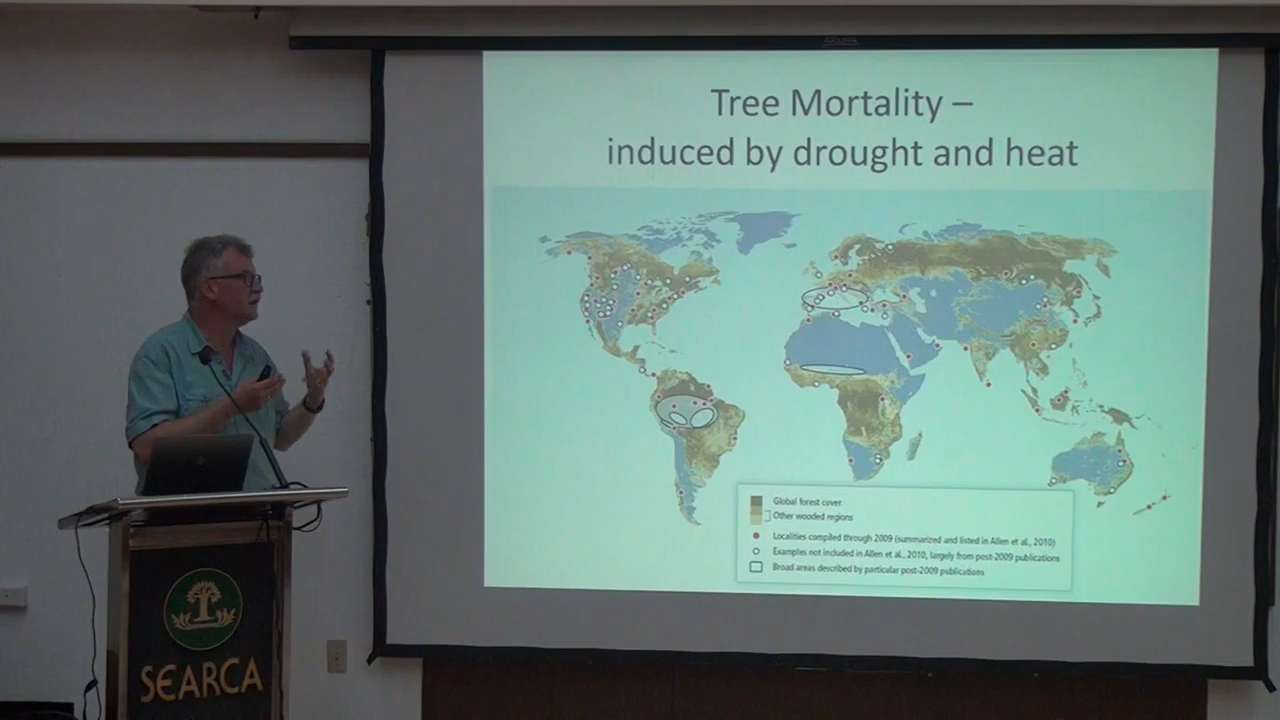 Tree Mortality –
induced by drought and heat
Global forest cover
Other wooded regions
Localities compiled through 2009 (summarized and listed in Allen et al., 2010)
Examples not included in Allen et al., 2010, largely from post-2009 publications
Broad areas described by particular post-2009 publications
SEARCA